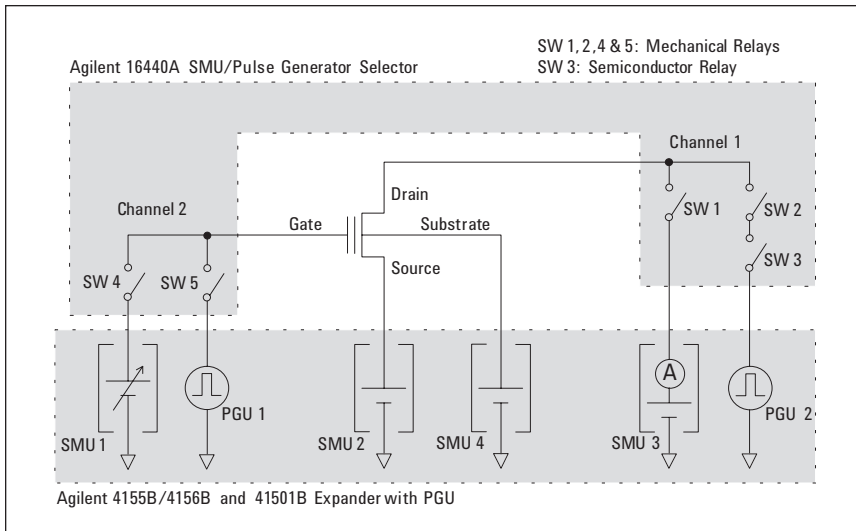 SW 1, 2, 4 & 5: Mechanical Relays
Agilent 16440A SMU/Pulse Generator Selector
SW 3: Semiconductor Relay
Channel 1
Drain
SW 1
SW 2
Channel 2
Gate
Substrate
SW 3
Source
SW 4
SW 5
A
PGU 1
PGU 2
SMU 1
SMU 2
SMU 4
SMU 3
Agilent 4155B/4156B and 41501B Expander with PGU